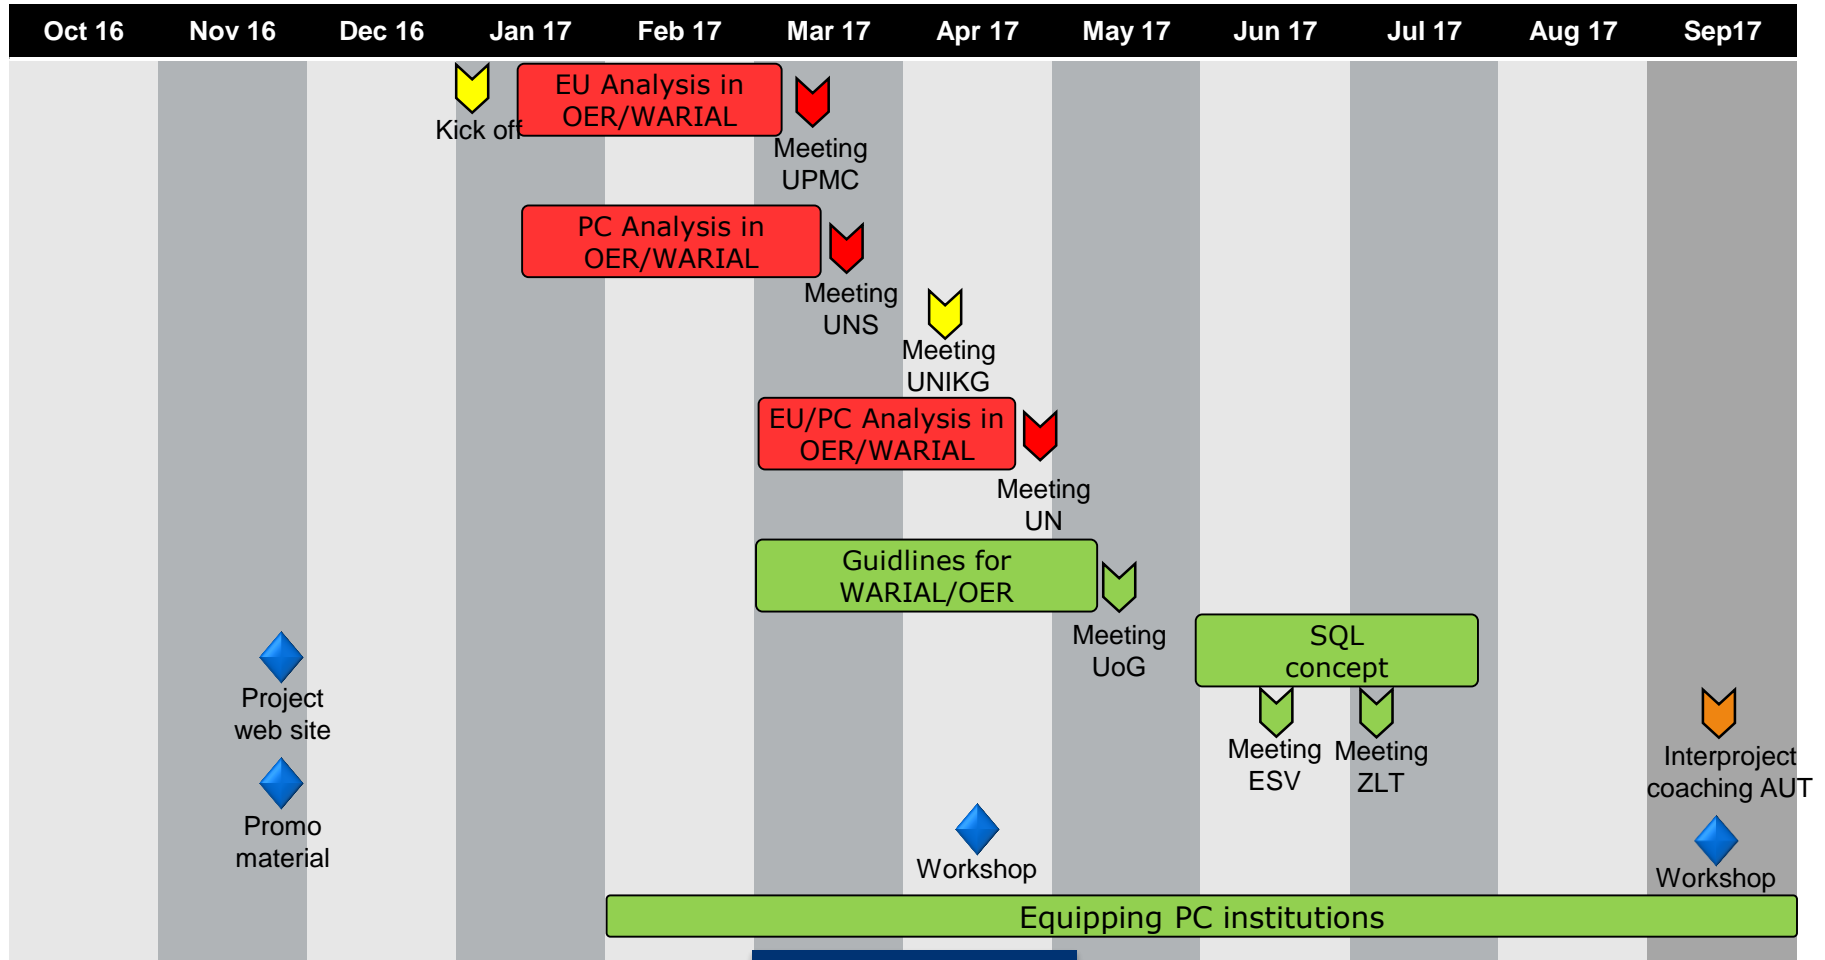 Oct 16 Nov 16 Dec 16 Jan 17 Feb 17 Mar 17 Apr 17 May 17 Jun 17 Jul 17 Aug 17 Sep17
Kick off
EU Analysis in
OER/WARIAL
Meeting
UPMC
PC Analysis in
OER/WARIAL
Meeting
UNS
Meeting
UNIKG
EU/PC Analysis in
OER/WARIAL
Meeting
UN
Guidlines for
WARIAL/OER
Meeting
UoG
SQL
concept
Meeting
ESV
Meeting
ZLT
Project
web site
Interproject
coaching AUT
Promo
material
Workshop
Workshop
Equipping PC institutions